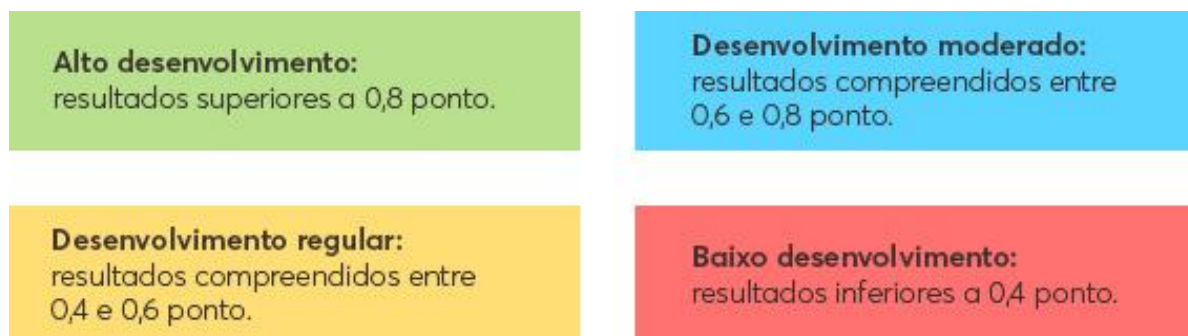 Alto desenvolvimento:
resultados superiores a 0,8 ponto.
Desenvolvimento moderado:
resultados compreendidos entre
0,6 e 0,8 ponto.
Desenvolvimento regular:
resultados compreendidos entre
0,4 e 0,6 ponto.
Baixo desenvolvimento:
resultados inferiores a 0,4 ponto.